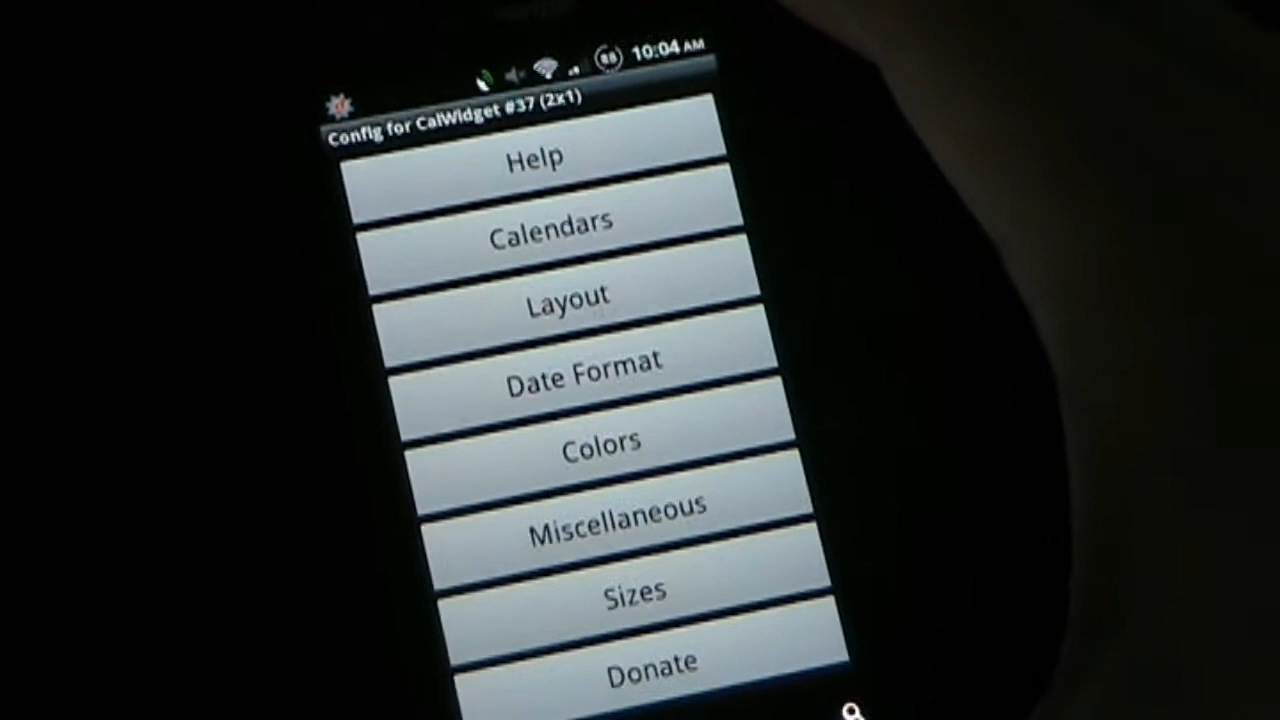 10:04 AM
Config for CalWidget #37 (2x1)
Help
Calendars
Layout
Date Format
Colors
Miscellaneous
Sizes
Donate